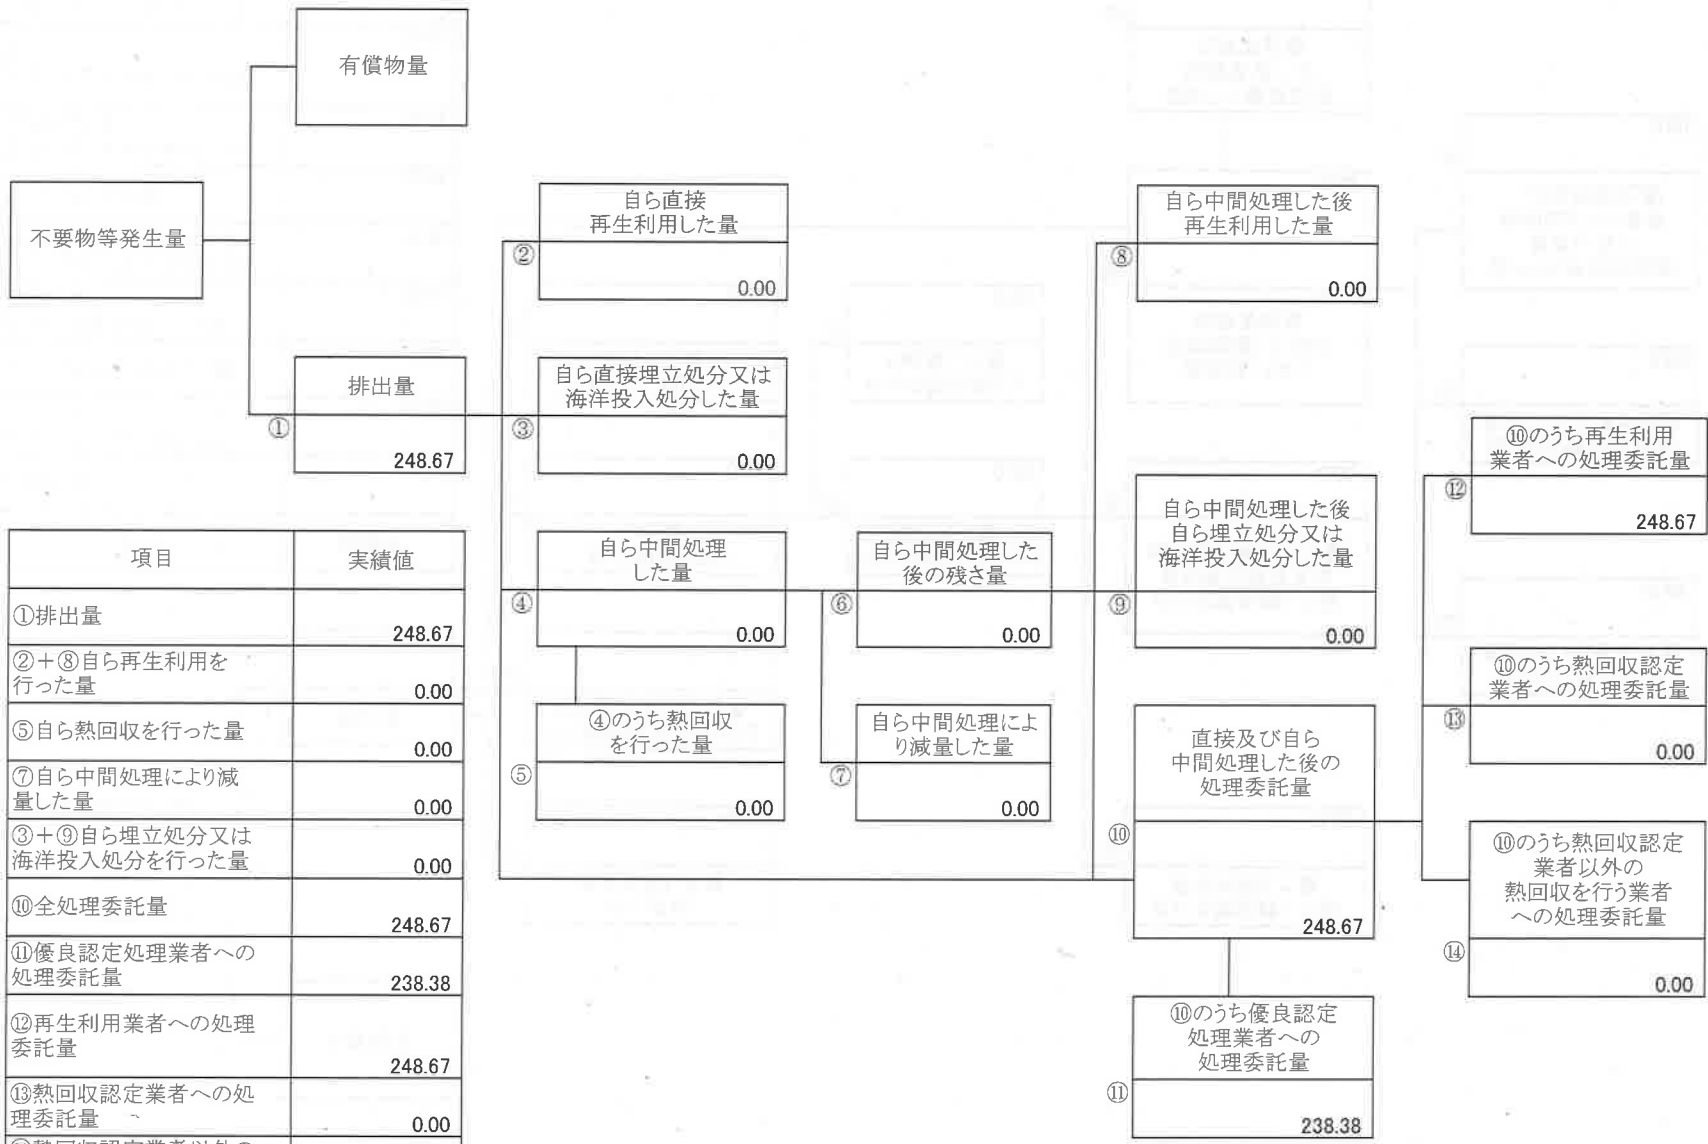 有償物量
不要物等発生量
排出量
①
248.67
自ら直接
再生利用した量
②
0.00
自ら直接埋立処分又は
海洋投入処分した量
③
0.00
自ら中間処理
した量
④
0.00
④のうち熱回収
を行った量
⑤
0.00
自ら中間処理した
後の残さ量
⑥
0.00
自ら中間処理によ
り減量した量
⑦
0.00
自ら中間処理した後
再生利用した量
⑧
0.00
自ら中間処理した後
自ら埋立処分又は
海洋投入処分した量
⑨
0.00
直接及び自ら
中間処理した後の
処理委託量
⑩
248.67
⑩のうち優良認定
処理業者への
処理委託量
⑪
238.38
⑩のうち再生利用
業者への処理委託量
⑫
248.67
⑩のうち熱回収認定
業者への処理委託量
⑬
0.00
⑩のうち熱回収認定
業者以外の
熱回収を行う業者
への処理委託量
⑭
0.00
項目 実績値
①排出量
248.67
②+⑧自ら再生利用を
行った量
0.00
⑤自ら熱回収を行った量
0.00
⑦自ら中間処理により減
量した量
0.00
③+⑨自ら埋立処分又は
海洋投入処分を行った量
0.00
⑩全処理委託量
248.67
⑪優良認定処理業者への
処理委託量
238.38
⑫再生利用業者への処理
委託量
248.67
⑬熱回収認定業者への処
理委託量
0.00